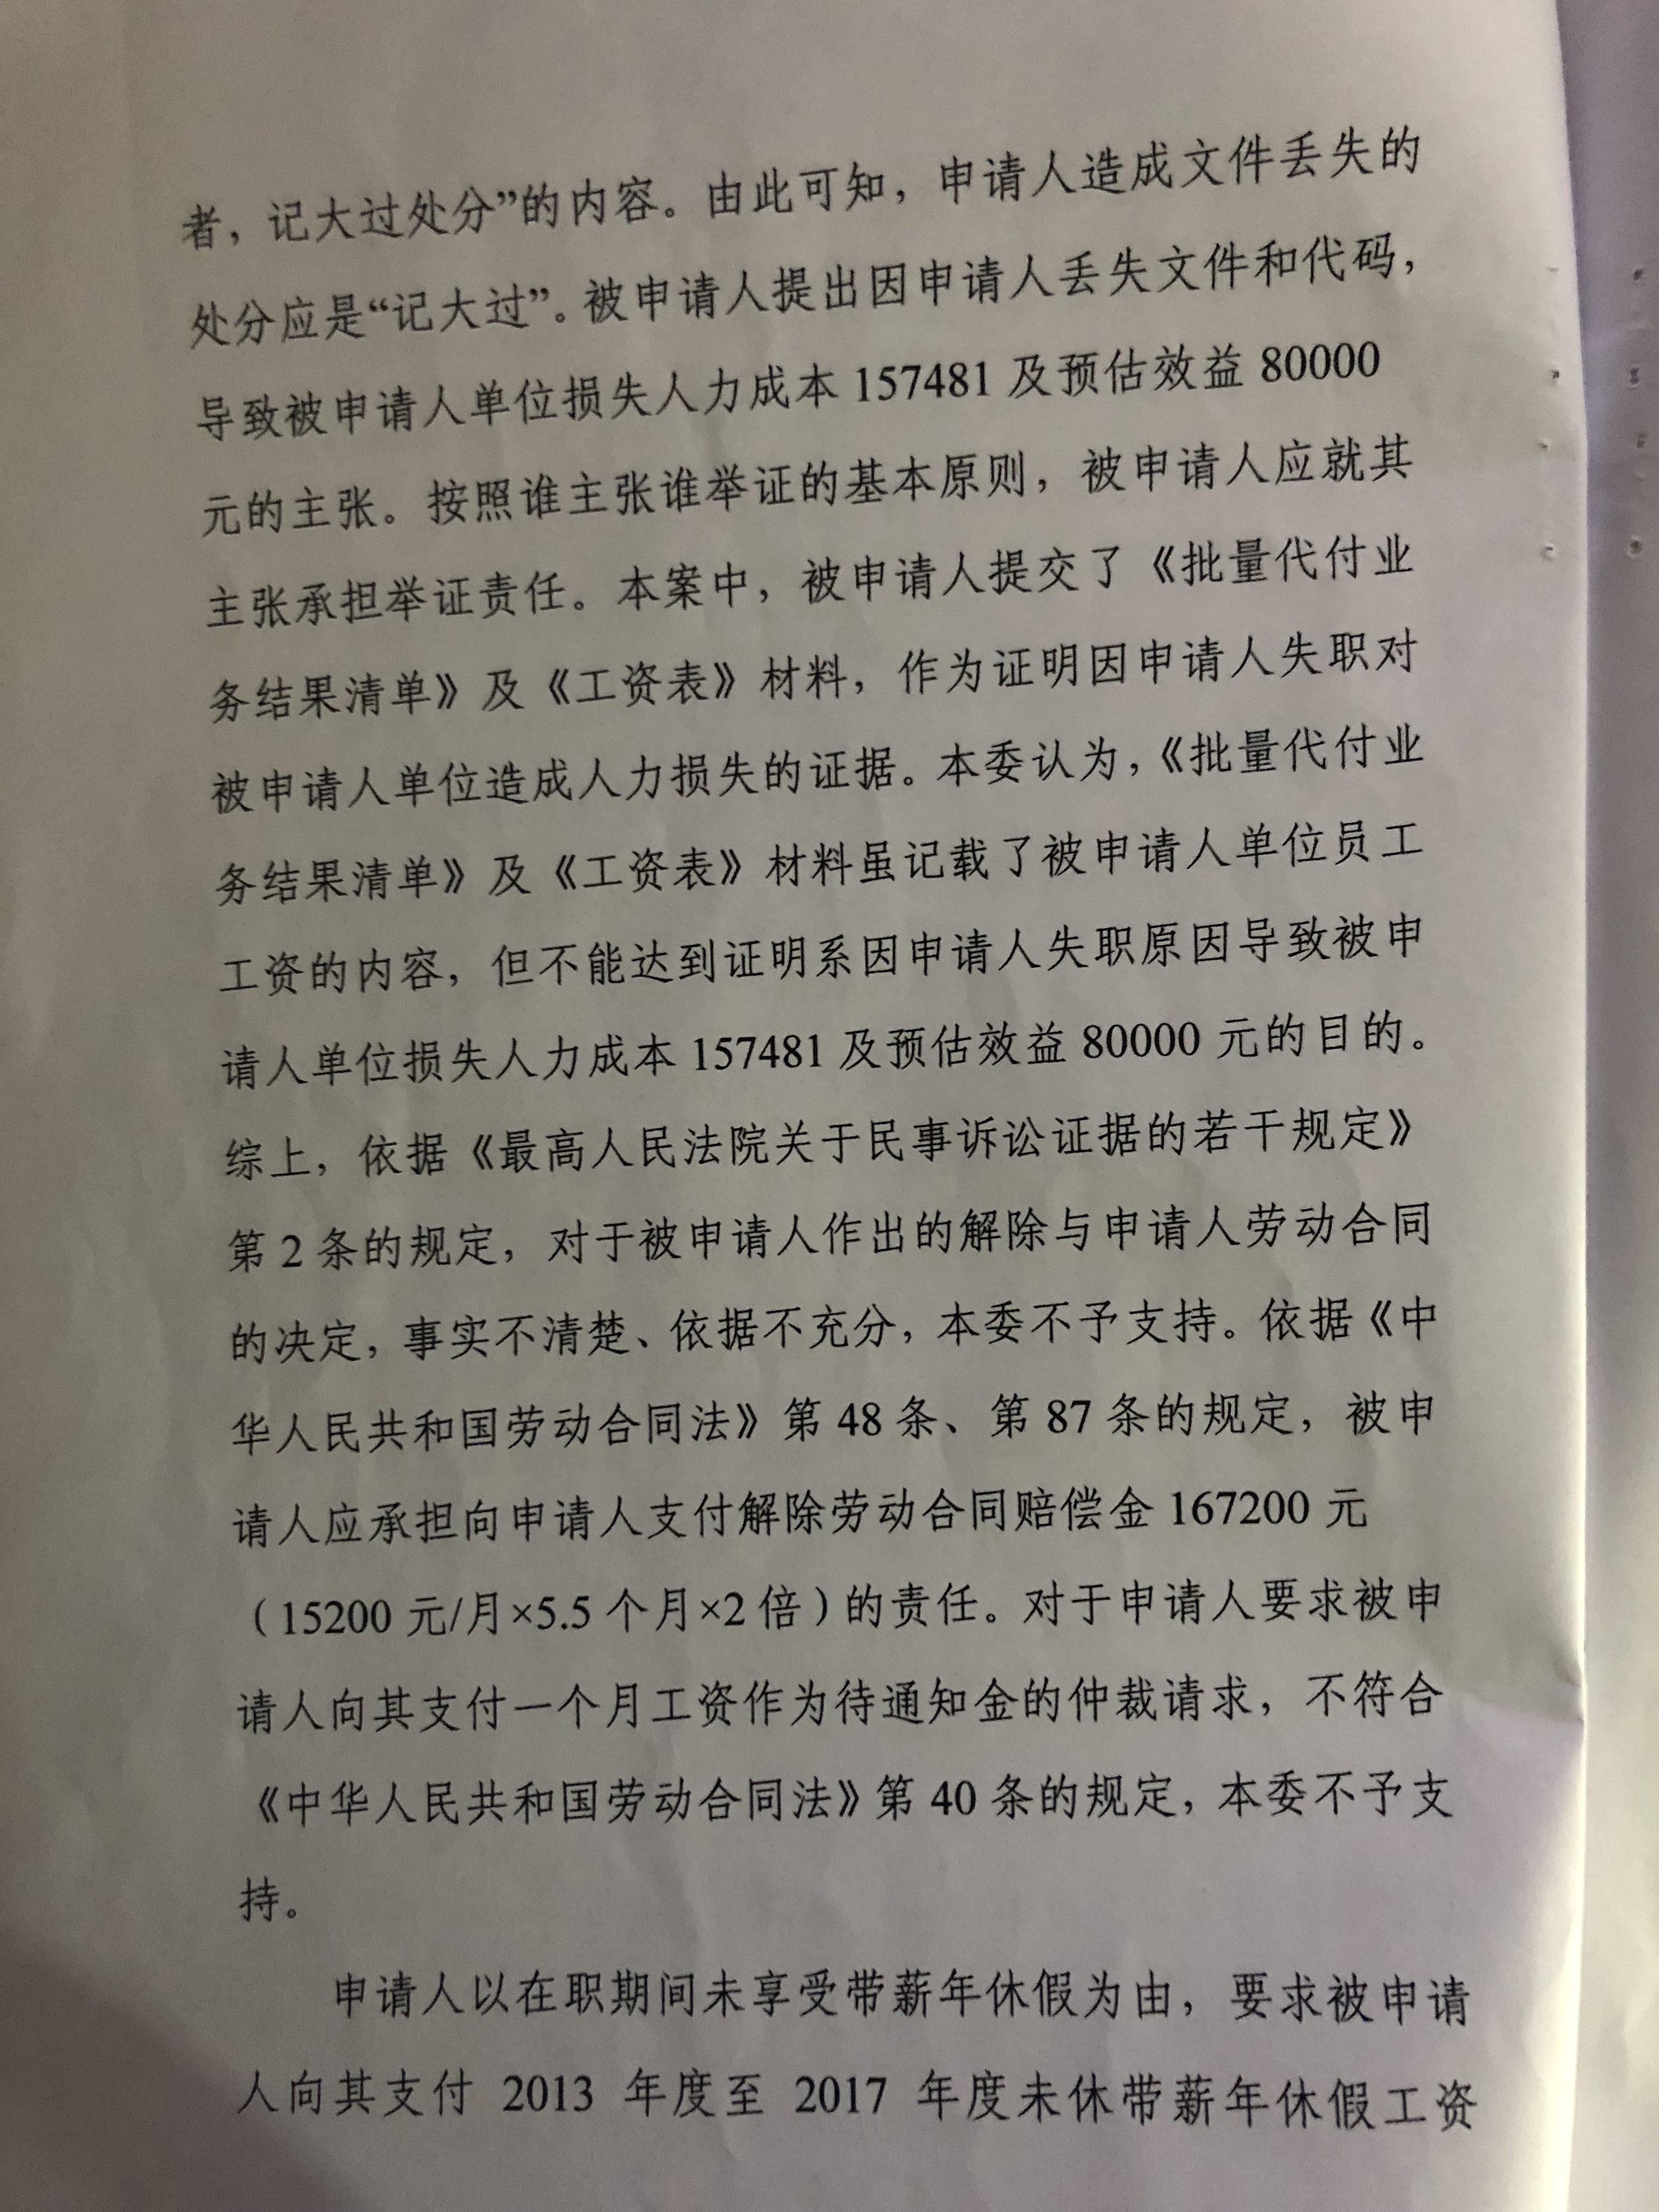 者，记大过处分”的内容。由此可知，申请人造成文件丢失的
处分应是“记大过”。被申请人提出因申请人丢失文件和代码，
导致被申请人单位损失人力成本 157481 及预估效益 80000
元的主张。按照谁主张谁举证的基本原则，被申请人应就其
主张承担举证责任。本案中，被申请人提交了《批量代付业
务结果清单》及《工资表》材料，作为证明因申请人失职对
被申请人单位造成人力损失的证据。本委认为，《批量代付业
务结果清单》及《工资表》材料虽记载了被申请人单位员工
工资的内容，但不能达到证明系因申请人失职原因导致被申
请人单位损失人力成本 157481 及预估效益 80000 元的目的。
综上，依据《最高人民法院关于民事诉讼证据的若干规定》
第 2 条的规定，对于被申请人作出的解除与申请人劳动合同
的决定，事实不清楚、依据不充分，本委不予支持。依据《中
华人民共和国劳动合同法》第 48 条、第 87 条的规定，被申
请人应承担向申请人支付解除劳动合同赔偿金 167200 元
（15200 元/月×5.5 个月×2 倍）的责任。对于申请人要求被申
请人向其支付一个月工资作为待通知金的仲裁请求，不符合
《中华人民共和国劳动合同法》第 40 条的规定，本委不予支
持。
申请人以在职期间未享受带薪年休假为由，要求被申请
人向其支付 2013 年度至 2017 年度未休带薪年休假工资